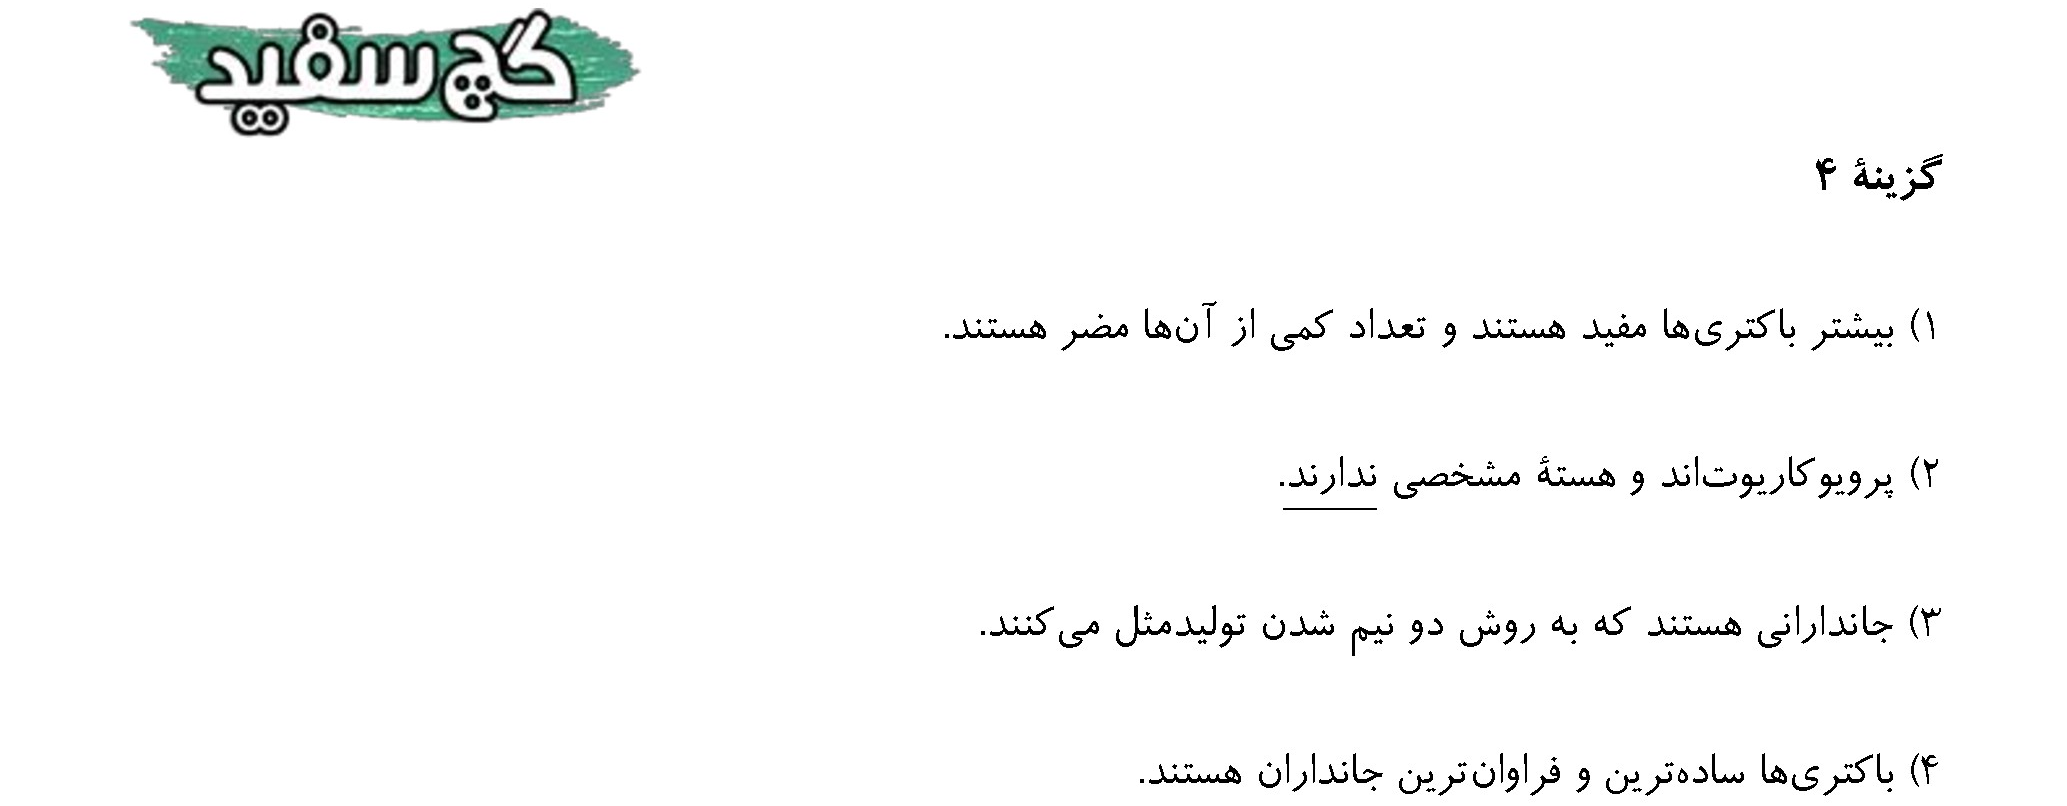 گچ سفید
گزینهٔ ۴
۱) بیشتر باکتری‌ها مفید هستند و تعداد کمی از آن‌ها مضر هستند.
۲) پرویوکاریوت‌اند و هستهٔ مشخصی ندارند.
۳) جاندارانی هستند که به روش دو نیم شدن تولیدمثل می‌کنند.
۴) باکتری‌ها ساده‌ترین و فراوان‌ترین جانداران هستند.